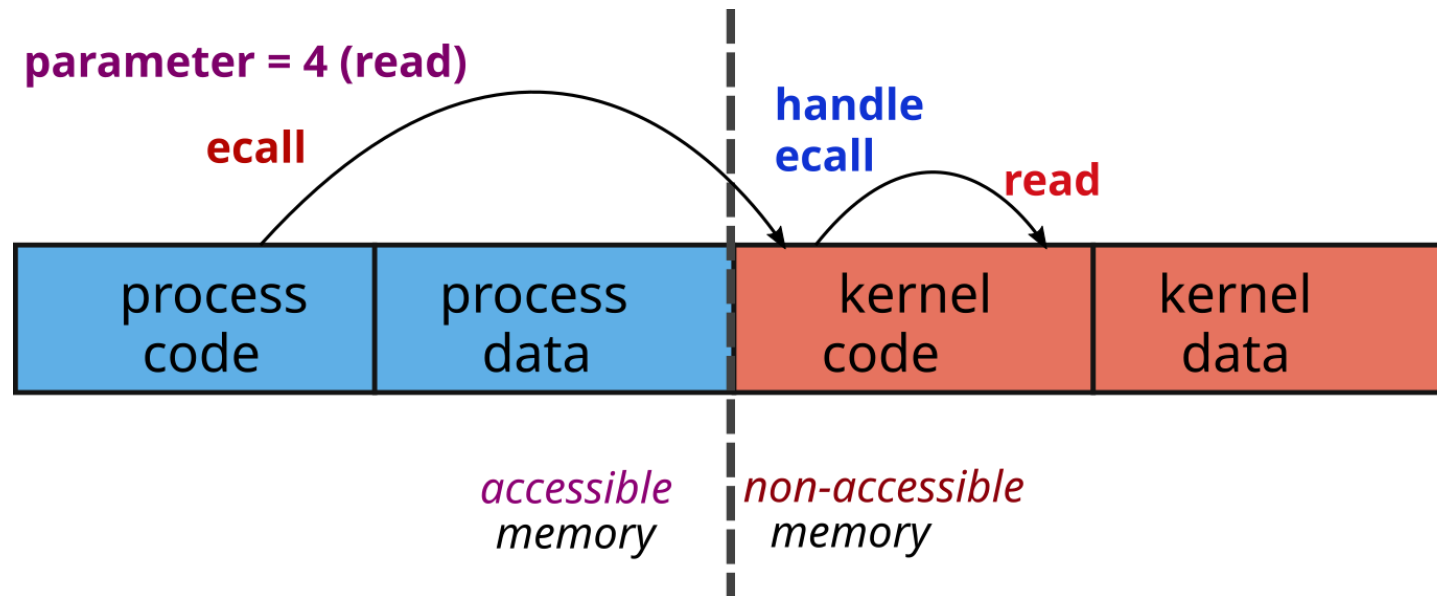 parameter = 4 (read)
ecall
handle
ecall
read
process
code
process
data
kernel
code
kernel
data
accessible
memory
non-accessible
memory